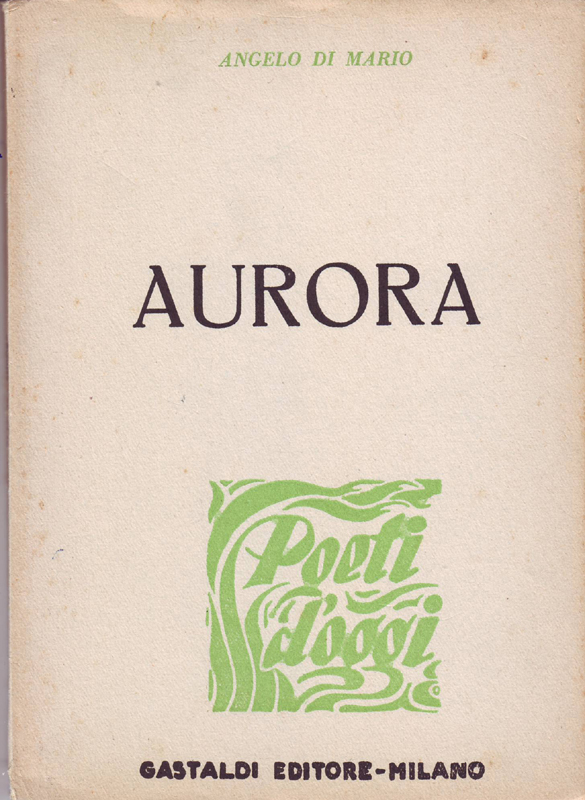 ANGELO DI MARIO
AURORA
Poeti
d'oggi
GASTALDI EDITORE-MILANO